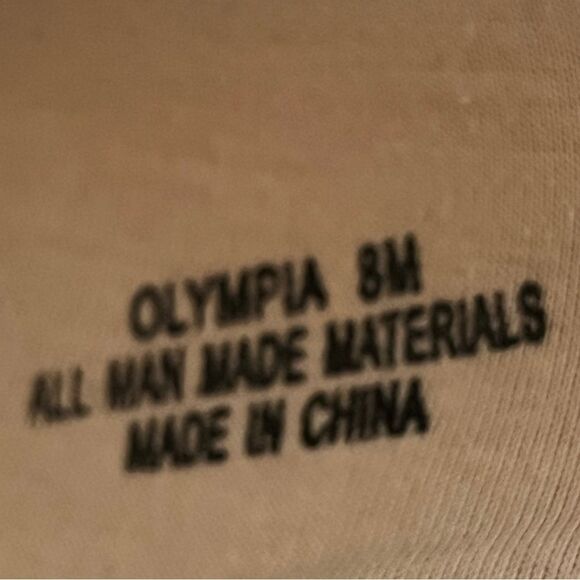 OLYMPIA 8M
ALL MAN MADE MATERIALS
MADE IN CHINA